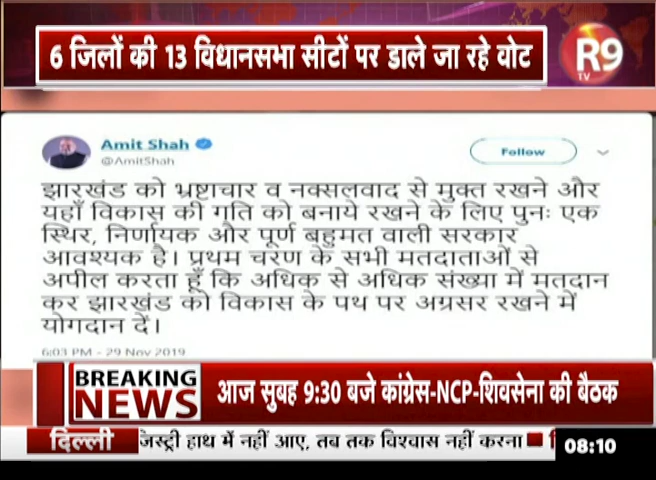 6 जिलों की 13 विधानसभा सीटों पर डाले जा रहे वोट
R9
TV
Amit Shah
@AmitShah
Follow
झारखंड को भ्रष्टाचार व नक्सलवाद से मुक्त रखने और
यहाँ विकास की गति को बनाये रखने के लिए पुनः एक
स्थिर, निर्णायक और पूर्ण बहुमत वाली सरकार
आवश्यक है। प्रथम चरण के सभी मतदाताओं से
अपील करता हूँ कि अधिक से अधिक संख्या में मतदान
कर झारखंड को विकास के पथ पर अग्रसर रखने में
योगदान दें।
6:03 PM - 29 Nov 2019
BREAKING
NEWS
आज सुबह 9:30 बजे कांग्रेस-NCP-शिवसेना की बैठक
दिल्ली
जिस्ट्री हाथ में नहीं आए, तब तक विश्वास नहीं करना
08:10